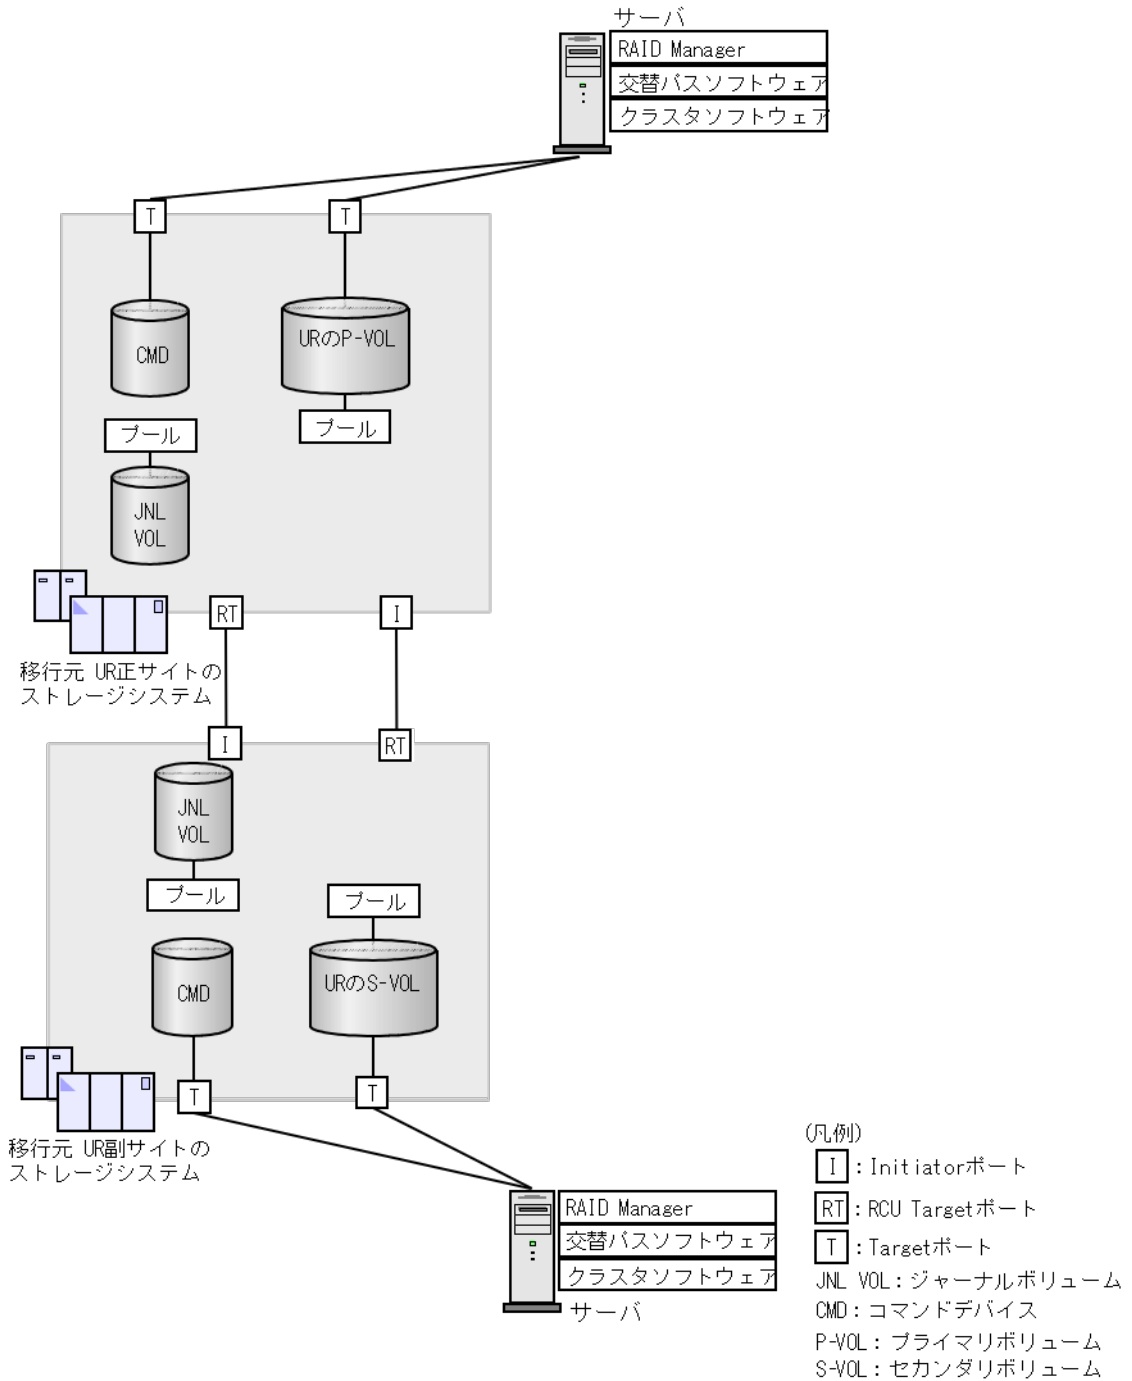 サーバ
RAID Manager
交替パスソフトウェア
クラスタソフトウェア
T
T
CMD
URのP-VOL
プール
プール
JNL
VOL
RT
I
移行元 UR正サイトの
ストレージシステム
I
RT
JNL
VOL
プール
プール
CMD
URのS-VOL
T
T
移行元 UR副サイトの
ストレージシステム
RAID Manager
交替パスソフトウェア
クラスタソフトウェア
サーバ
(凡例)
I : Initiatorポート
RT : RCU Targetポート
T : Targetポート
JNL VOL : ジャーナルボリューム
CMD : コマンドデバイス
P-VOL : プライマリボリューム
S-VOL : セカンダリボリューム